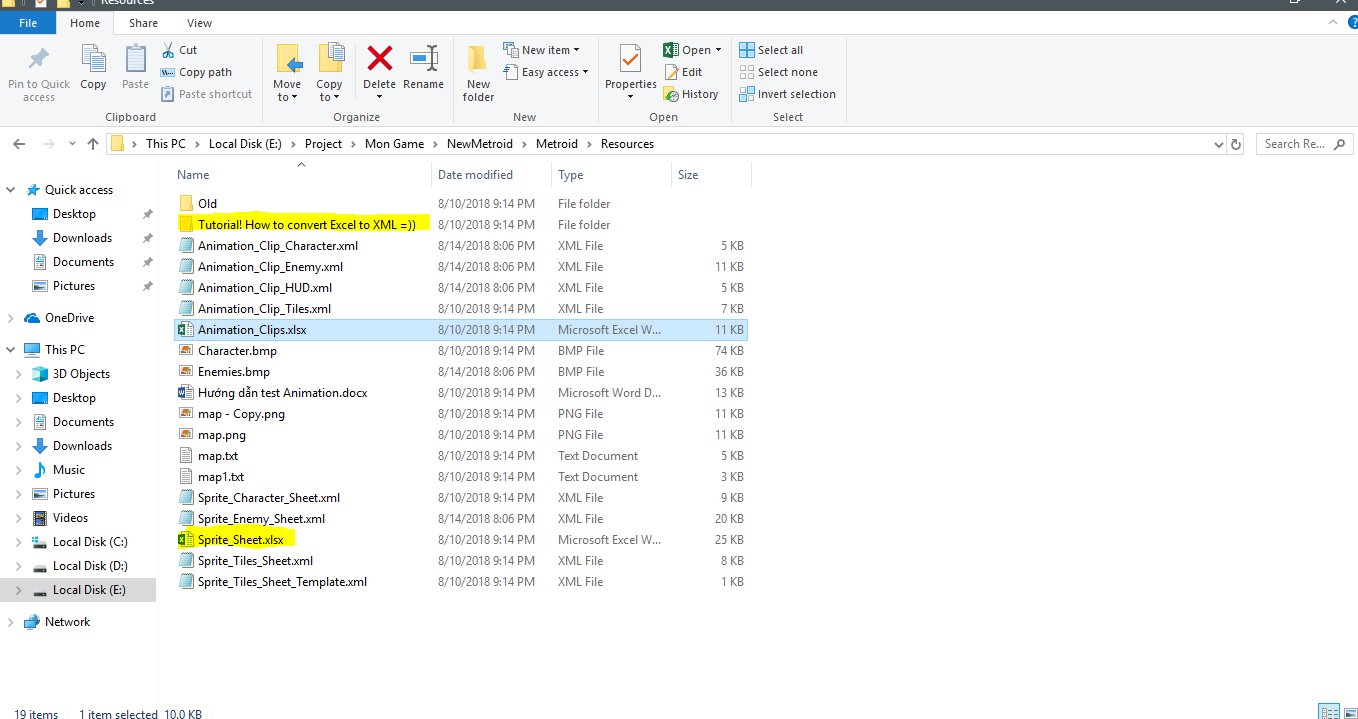 Resources
File Home Share View
Pin to Quick access
Copy
Paste
Cut
Copy path
Paste shortcut
Clipboard
Move to
Copy to
Delete
Rename
Organize
New folder
New item
Easy access
New
Properties
Open
Edit
History
Open
Select all
Select none
Invert selection
Select
This PC > Local Disk (E:) > Project > Mon Game > NewMetroid > Metroid > Resources
Search Re...
Quick access
Desktop
Downloads
Documents
Pictures
OneDrive
This PC
3D Objects
Desktop
Documents
Downloads
Music
Pictures
Videos
Local Disk (C:)
Local Disk (D:)
Local Disk (E:)
Network
Name Date modified Type Size
Old 8/10/2018 9:14 PM File folder
Tutorial! How to convert Excel to XML =)) 8/10/2018 9:14 PM File folder
Animation_Clip_Character.xml 8/14/2018 8:06 PM XML File 5 KB
Animation_Clip_Enemy.xml 8/14/2018 8:06 PM XML File 11 KB
Animation_Clip_HUD.xml 8/14/2018 8:06 PM XML File 5 KB
Animation_Clip_Tiles.xml 8/10/2018 9:14 PM XML File 7 KB
Animation_Clips.xlsx 8/10/2018 9:14 PM Microsoft Excel W... 11 KB
Character.bmp 8/10/2018 9:14 PM BMP File 74 KB
Enemies.bmp 8/14/2018 8:06 PM BMP File 36 KB
Hướng dẫn test Animation.docx 8/10/2018 9:14 PM Microsoft Word D... 13 KB
map - Copy.png 8/10/2018 9:14 PM PNG File 11 KB
map.png 8/10/2018 9:14 PM PNG File 11 KB
map.txt 8/10/2018 9:14 PM Text Document 5 KB
map1.txt 8/10/2018 9:14 PM Text Document 3 KB
Sprite_Character_Sheet.xml 8/10/2018 9:14 PM XML File 9 KB
Sprite_Enemy_Sheet.xml 8/14/2018 8:06 PM XML File 20 KB
Sprite_Sheet.xlsx 8/10/2018 9:14 PM Microsoft Excel W... 25 KB
Sprite_Tiles_Sheet.xml 8/10/2018 9:14 PM XML File 8 KB
Sprite_Tiles_Sheet_Template.xml 8/10/2018 9:14 PM XML File 1 KB
19 items 1 item selected 10.0 KB